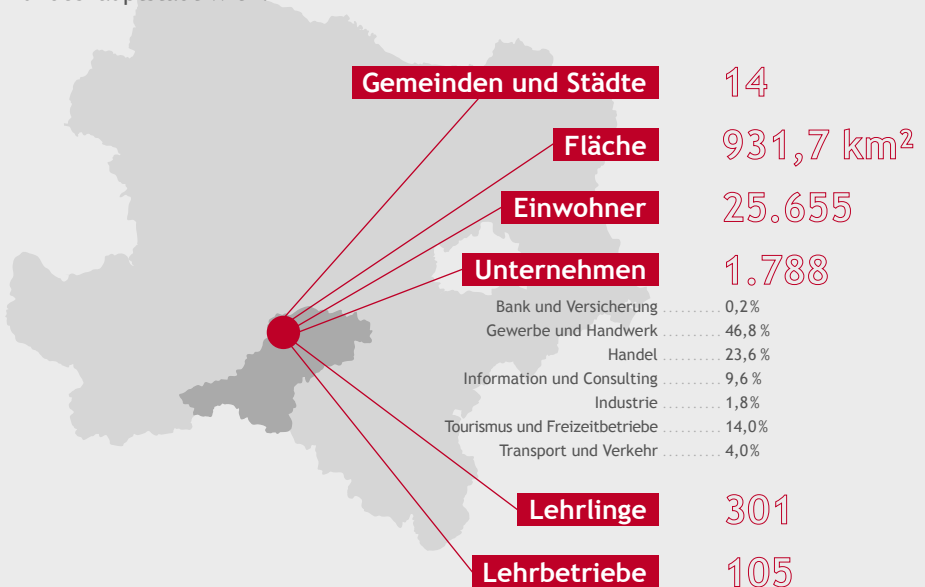 Gemeinden und Städte 14
Fläche 931,7 km²
Einwohner 25.655
Unternehmen 1.788
Bank und Versicherung ......... 0,2%
Gewerbe und Handwerk ......... 46,8%
Handel ......... 23,6%
Information und Consulting ......... 9,6%
Industrie ......... 1,8%
Tourismus und Freizeitbetriebe ......... 14,0%
Transport und Verkehr ......... 4,0%
Lehrlinge 301
Lehrbetriebe 105